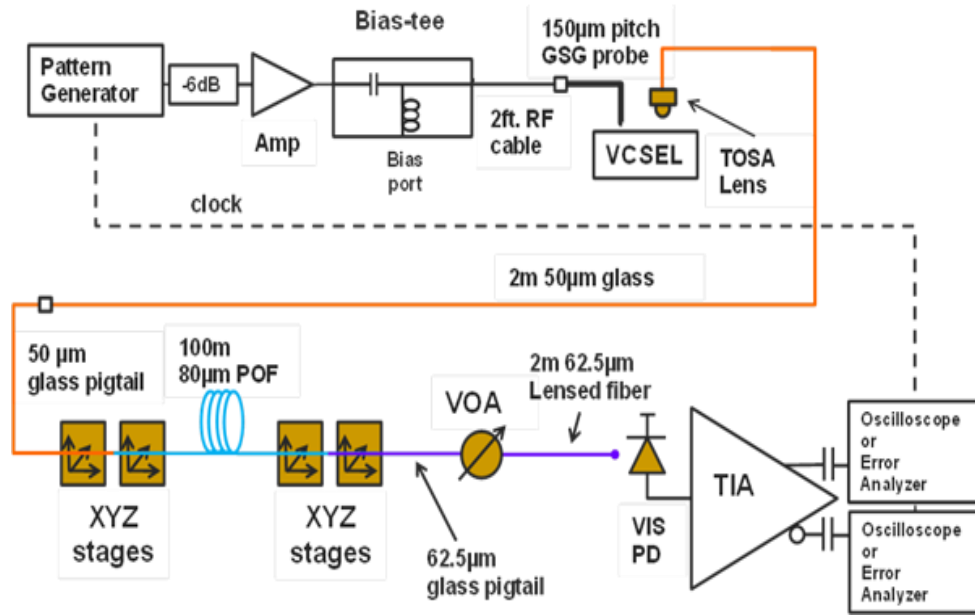 Bias-tee
150µm pitch
GSG probe
Pattern
Generator
-6dB
Amp
Bias
port
2ft. RF
cable
VCSEL
TOSA
Lens
clock
2m 50µm glass
50 µm
glass pigtail
100m
80µm POF
2m 62.5µm
Lensed fiber
VOA
XYZ
stages
XYZ
stages
62.5µm
glass pigtail
VIS
PD
TIA
Oscilloscope
or
Error
Analyzer
Oscilloscope
or
Error
Analyzer